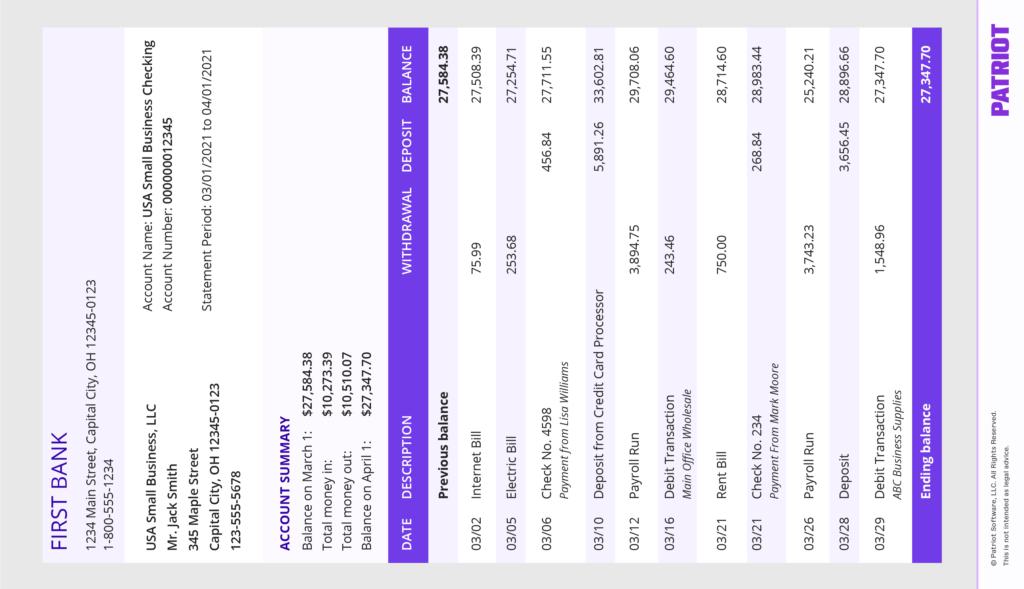 FIRST BANK
1234 Main Street, Capital City, OH 12345-0123
1-800-555-1234
USA Small Business, LLC
Mr. Jack Smith
345 Maple Street
Capital City, OH 12345-0123
123-555-5678
Account Name: USA Small Business Checking
Account Number: 000000012345
Statement Period: 03/01/2021 to 04/01/2021
ACCOUNT SUMMARY
Balance on March 1: $27,584.38
Total money in: $10,273.39
Total money out: $10,510.07
Balance on April 1: $27,347.70
DATE DESCRIPTION WITHDRAWAL DEPOSIT BALANCE
Previous balance 27,584.38
03/02 Internet Bill 75.99 27,508.39
03/05 Electric Bill 253.68 27,254.71
03/06 Check No. 4598 456.84 27,711.55
Payment from Lisa Williams
03/10 Deposit from Credit Card Processor 5,891.26 33,602.81
03/12 Payroll Run 3,894.75 29,708.06
03/16 Debit Transaction 243.46 29,464.60
Main Office Wholesale
03/21 Rent Bill 750.00 28,714.60
03/21 Check No. 234 268.84 28,983.44
Payment From Mark Moore
03/26 Payroll Run 3,743.23 25,240.21
03/28 Deposit 3,656.45 28,896.66
03/29 Debit Transaction 1,548.96 27,347.70
ABC Business Supplies
Ending balance 27,347.70
© Patriot Software, LLC. All Rights Reserved.
This is not intended as legal advice.
PATRIOT